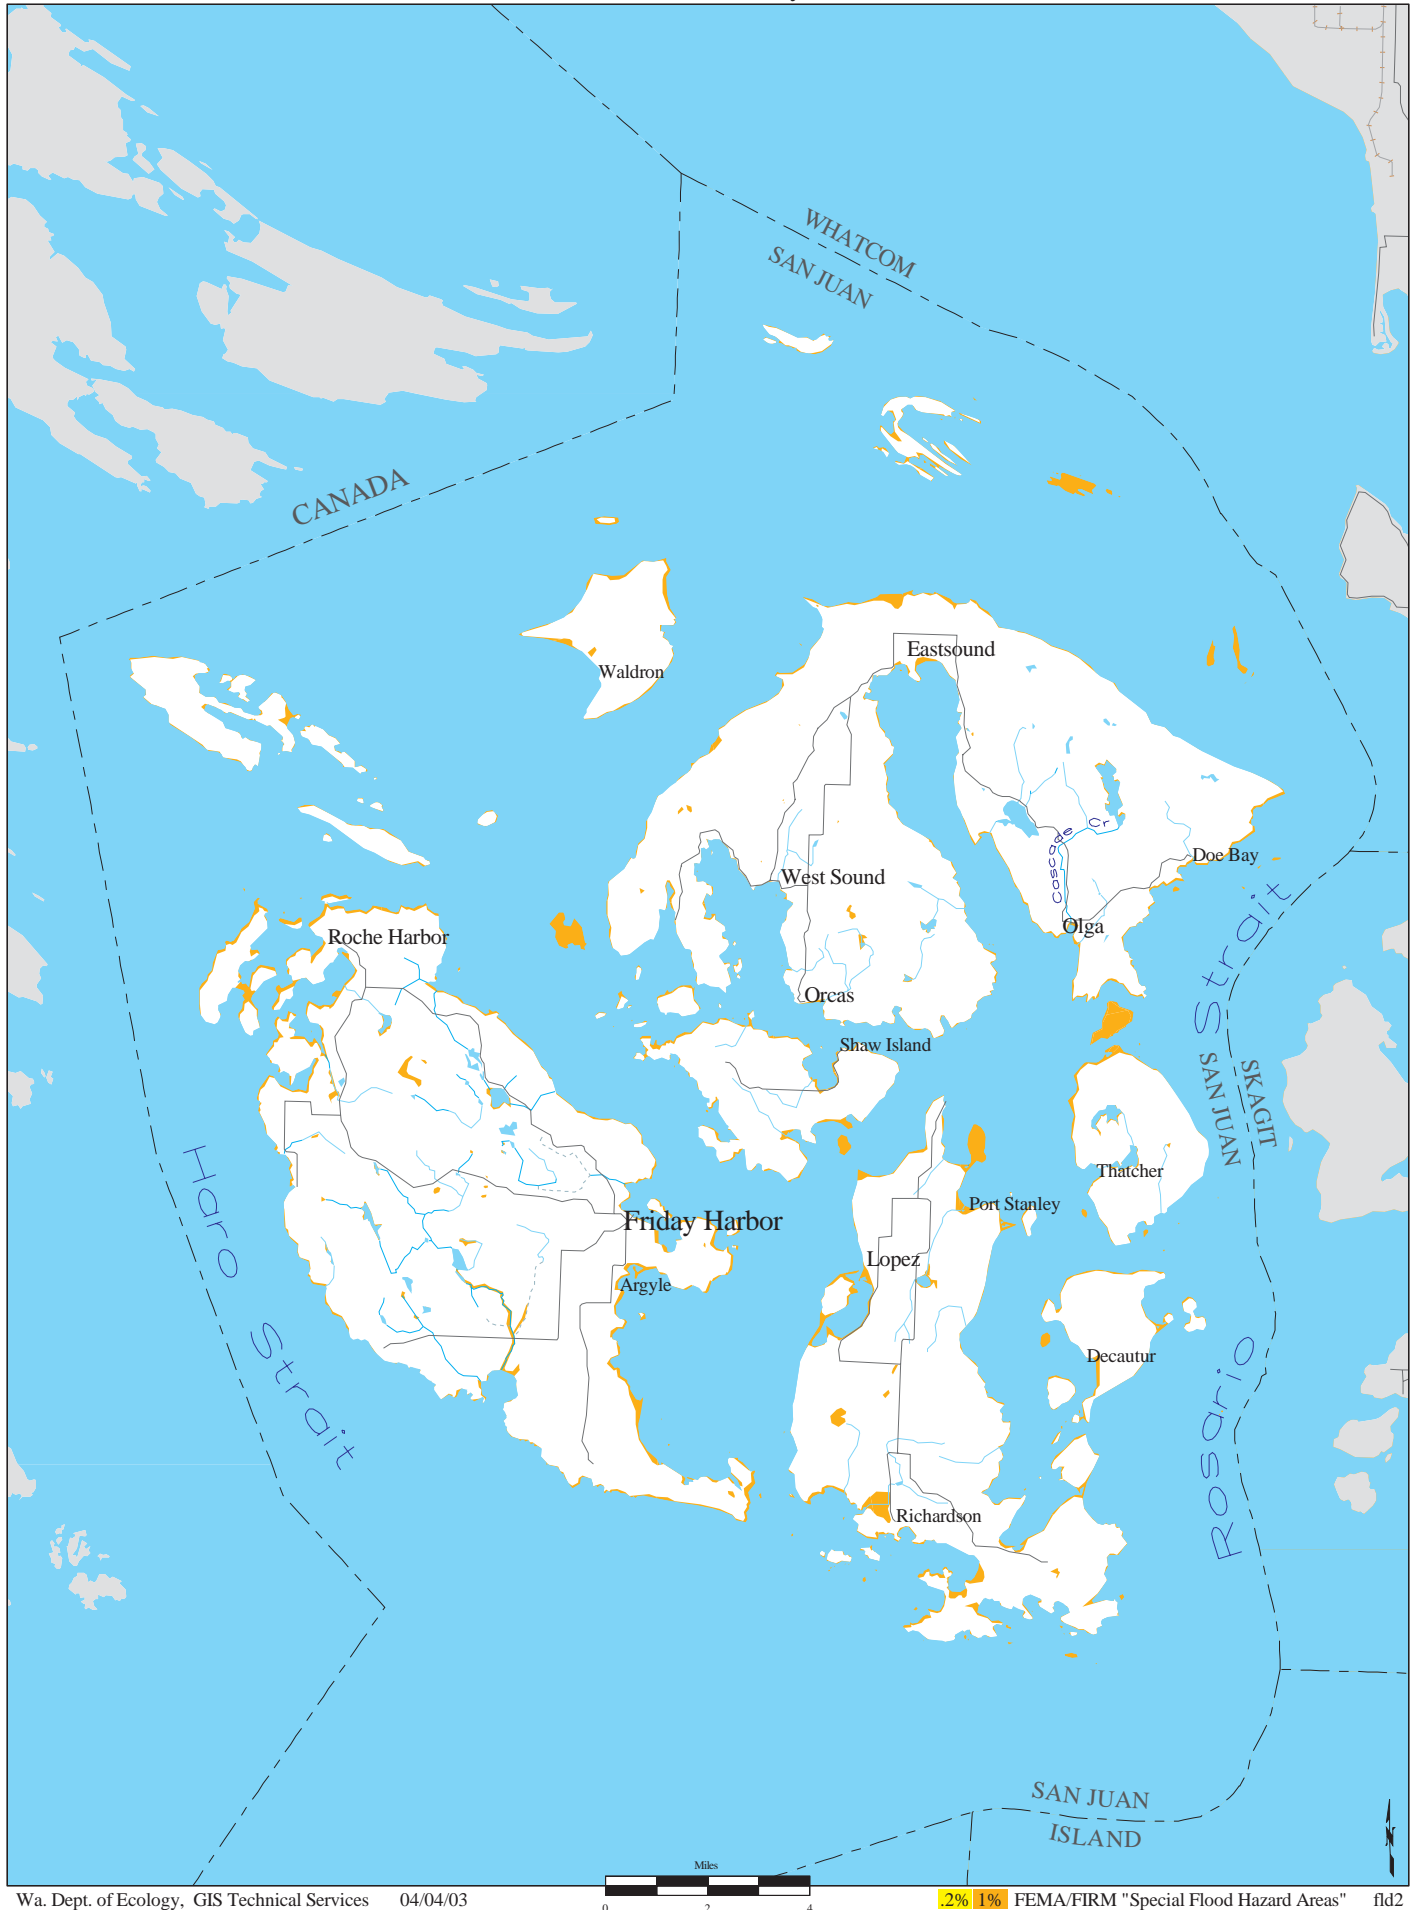 WHATCOM
SAN JUAN
CANADA
Eastsound
Waldron
Cascade Cr
Doe Bay
West Sound
Olga
Roche Harbor
Orcas
Shaw Island
Rosario Strait
SKAGIT
SAN JUAN
Haro Strait
Thatcher
Port Stanley
Friday Harbor
Lopez
Argyle
Decautur
Richardson
SAN JUAN
ISLAND
N
Miles
0 2 4
Wa. Dept. of Ecology, GIS Technical Services 04/04/03
.2% 1% FEMA/FIRM "Special Flood Hazard Areas" fld2